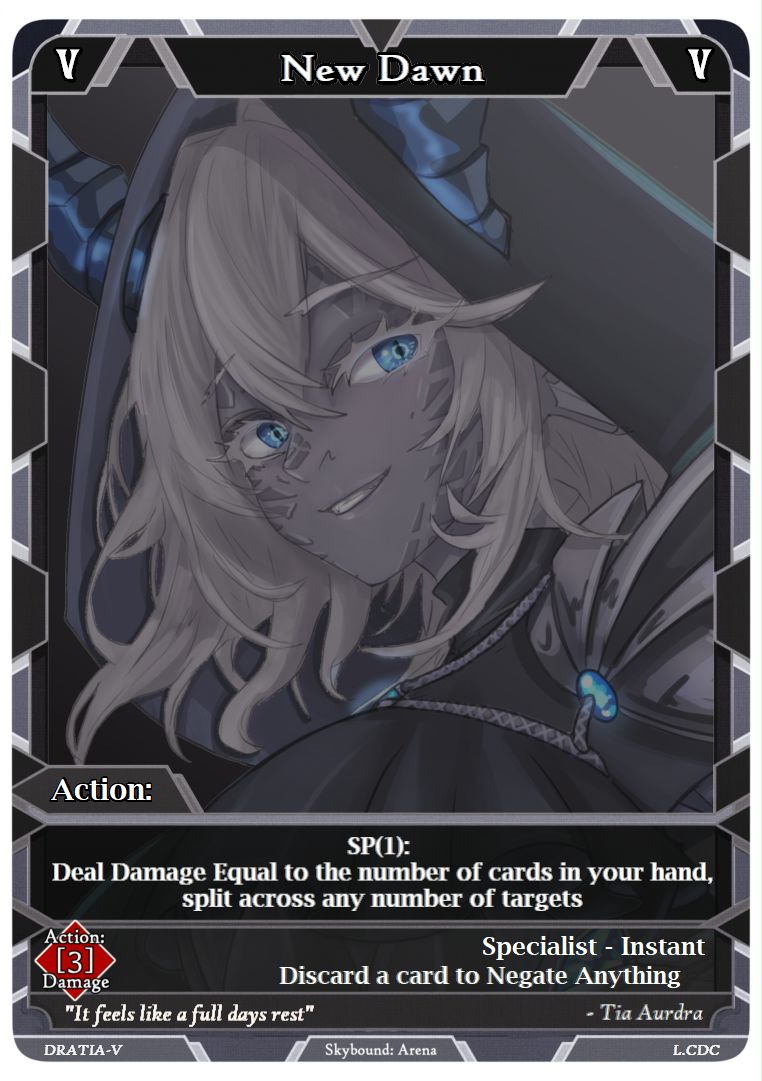 V New Dawn V
Action:
SP(1):
Deal Damage Equal to the number of cards in your hand,
split across any number of targets
Action:
[3]
Damage
Specialist - Instant
Discard a card to Negate Anything
"It feels like a full days rest" - Tia Aurdra
DRATIA-V Skybound: Arena L.CDC